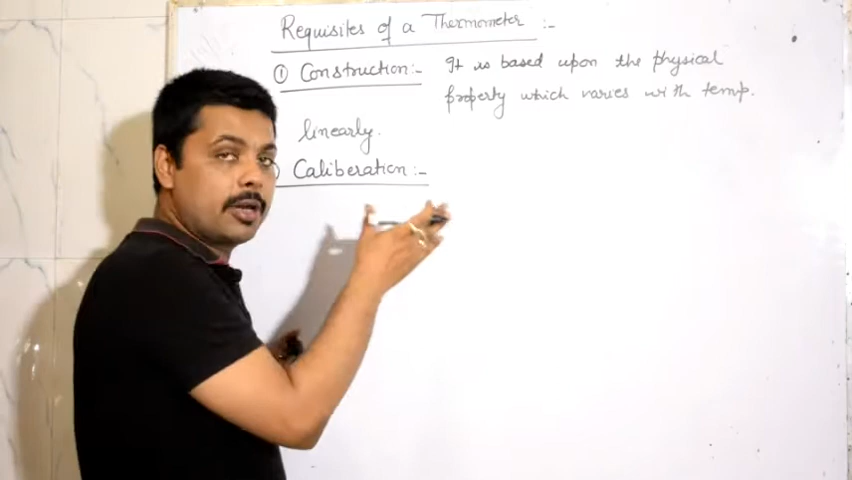 Requisites of a Thermometer :-
① Construction :- It is based upon the physical
property which varies with temp.
linearly.
) Caliberation :-